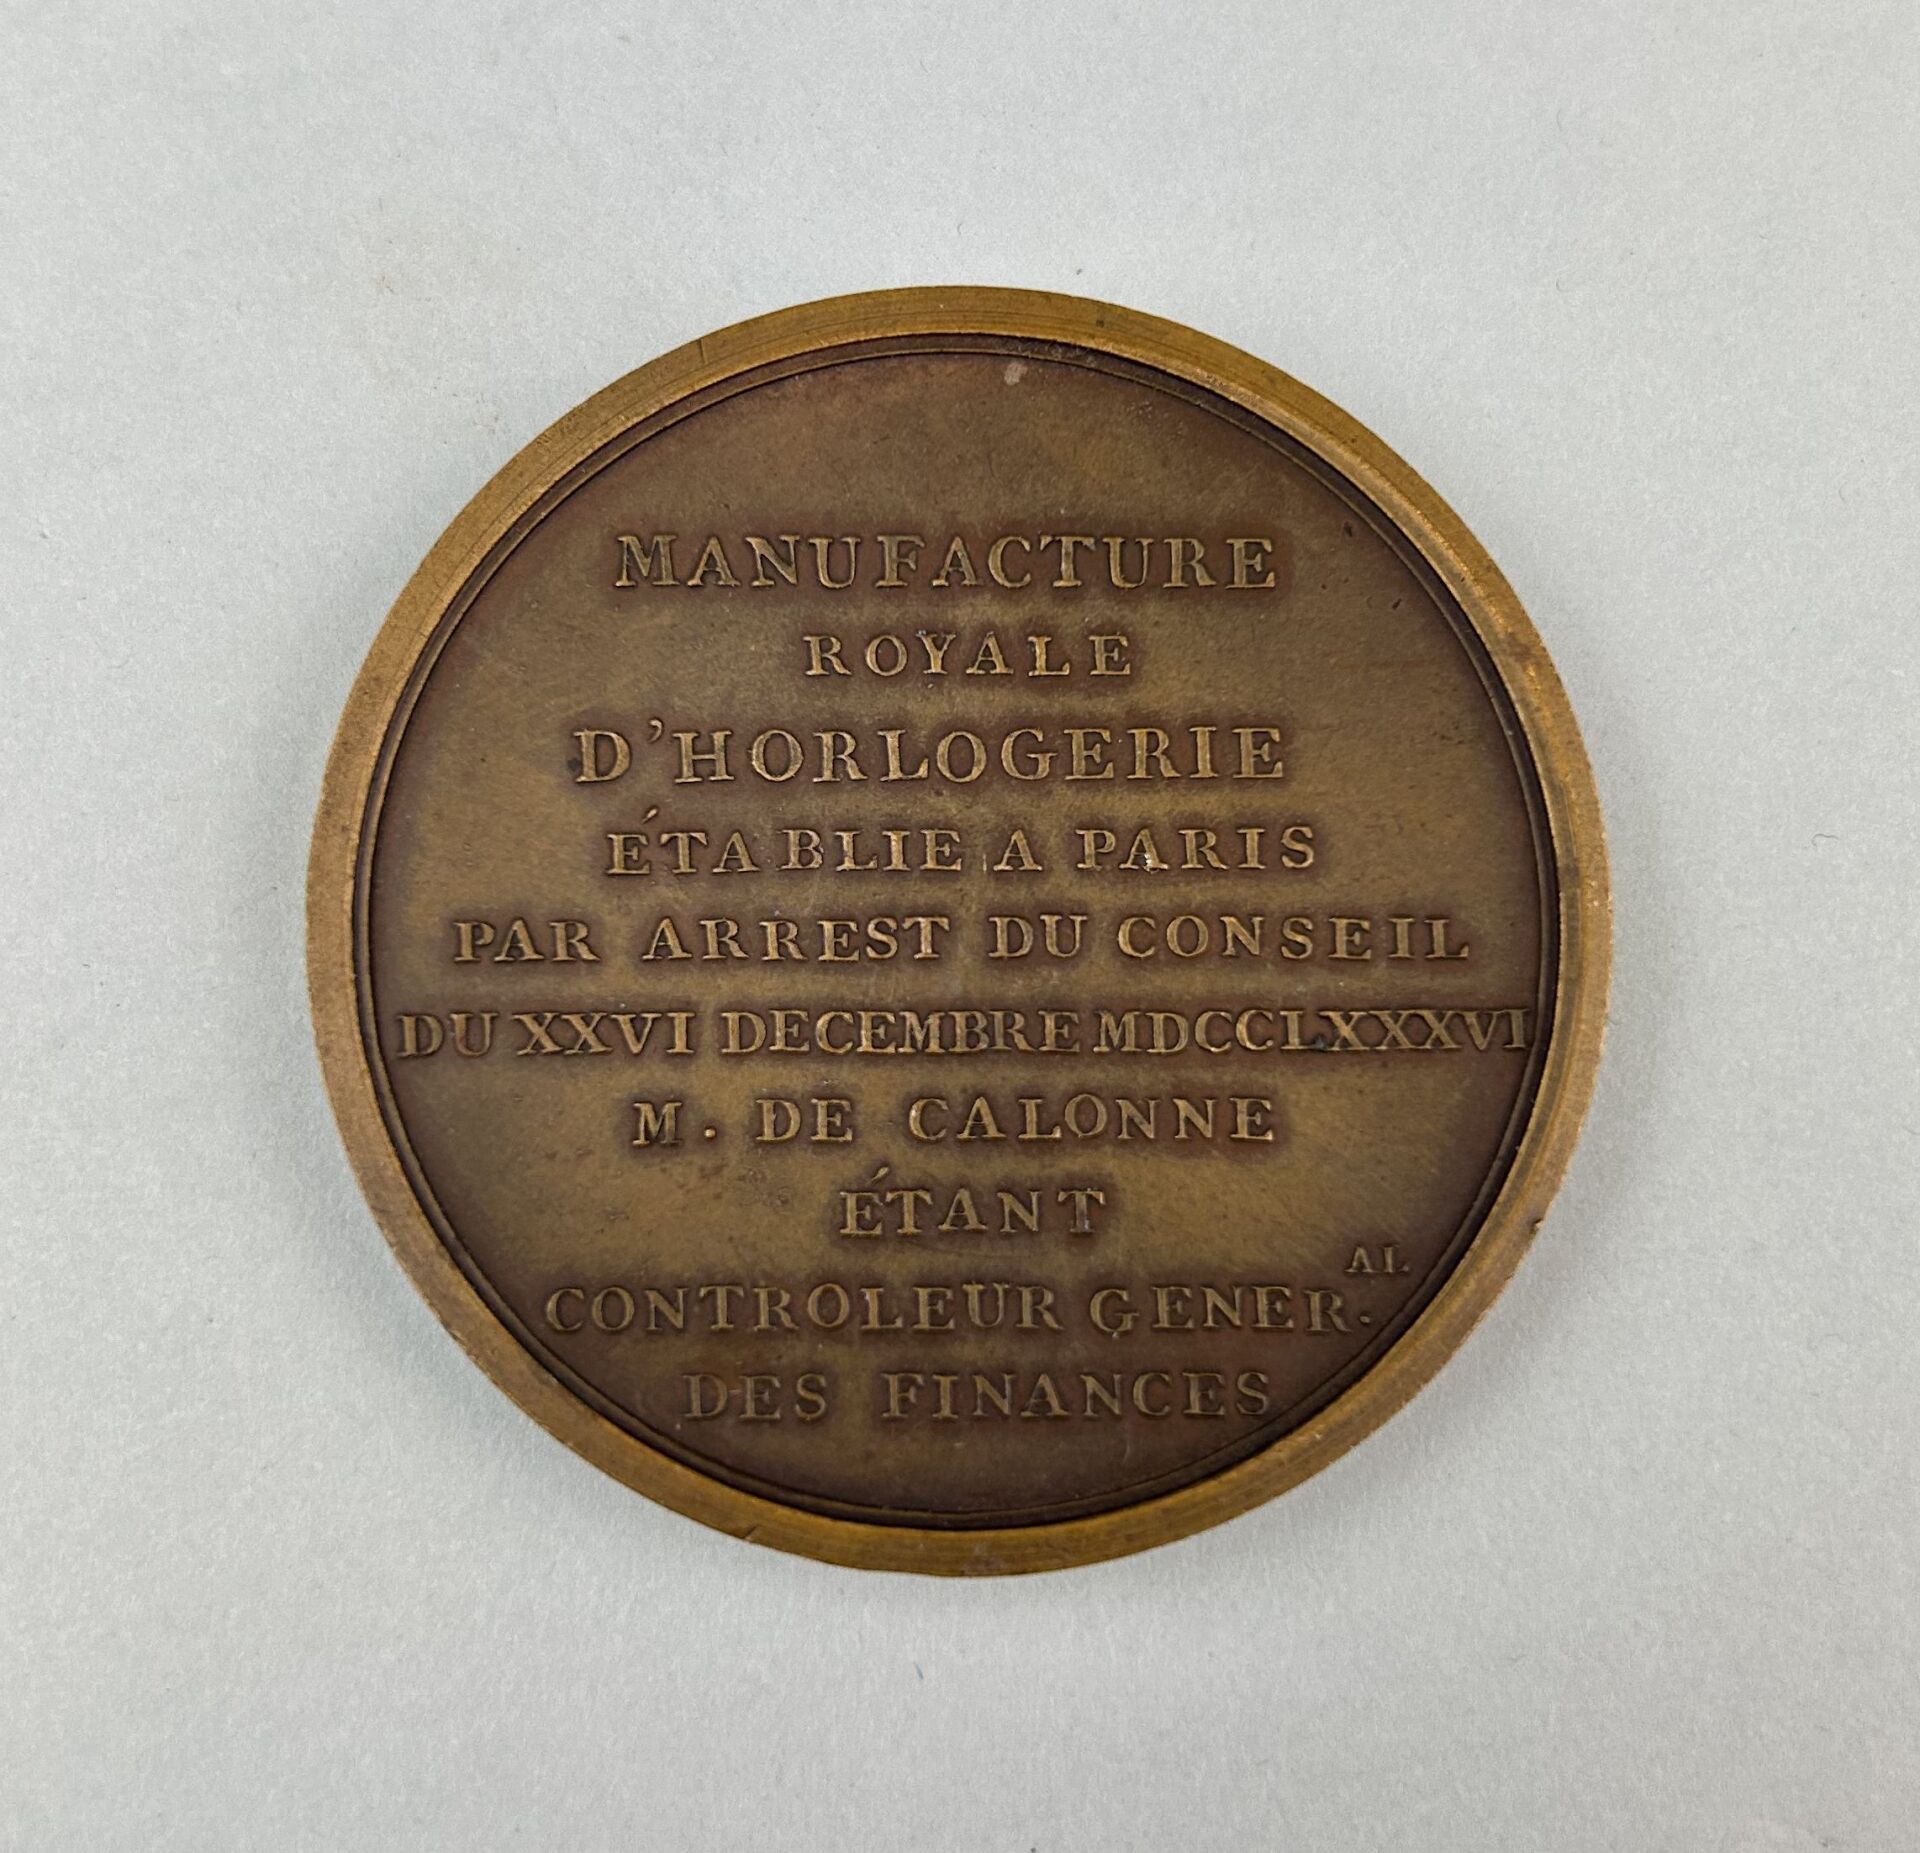 MANUFACTURE
ROYALE
D'HORLOGERIE
ÉTABLIE A PARIS
PAR ARREST DU CONSEIL
DU XXVI DECEMBRE MDCCLXXXVI
M. DE CALONNE
ÉTANT
CONTROLEUR GENER.AL
DES FINANCES